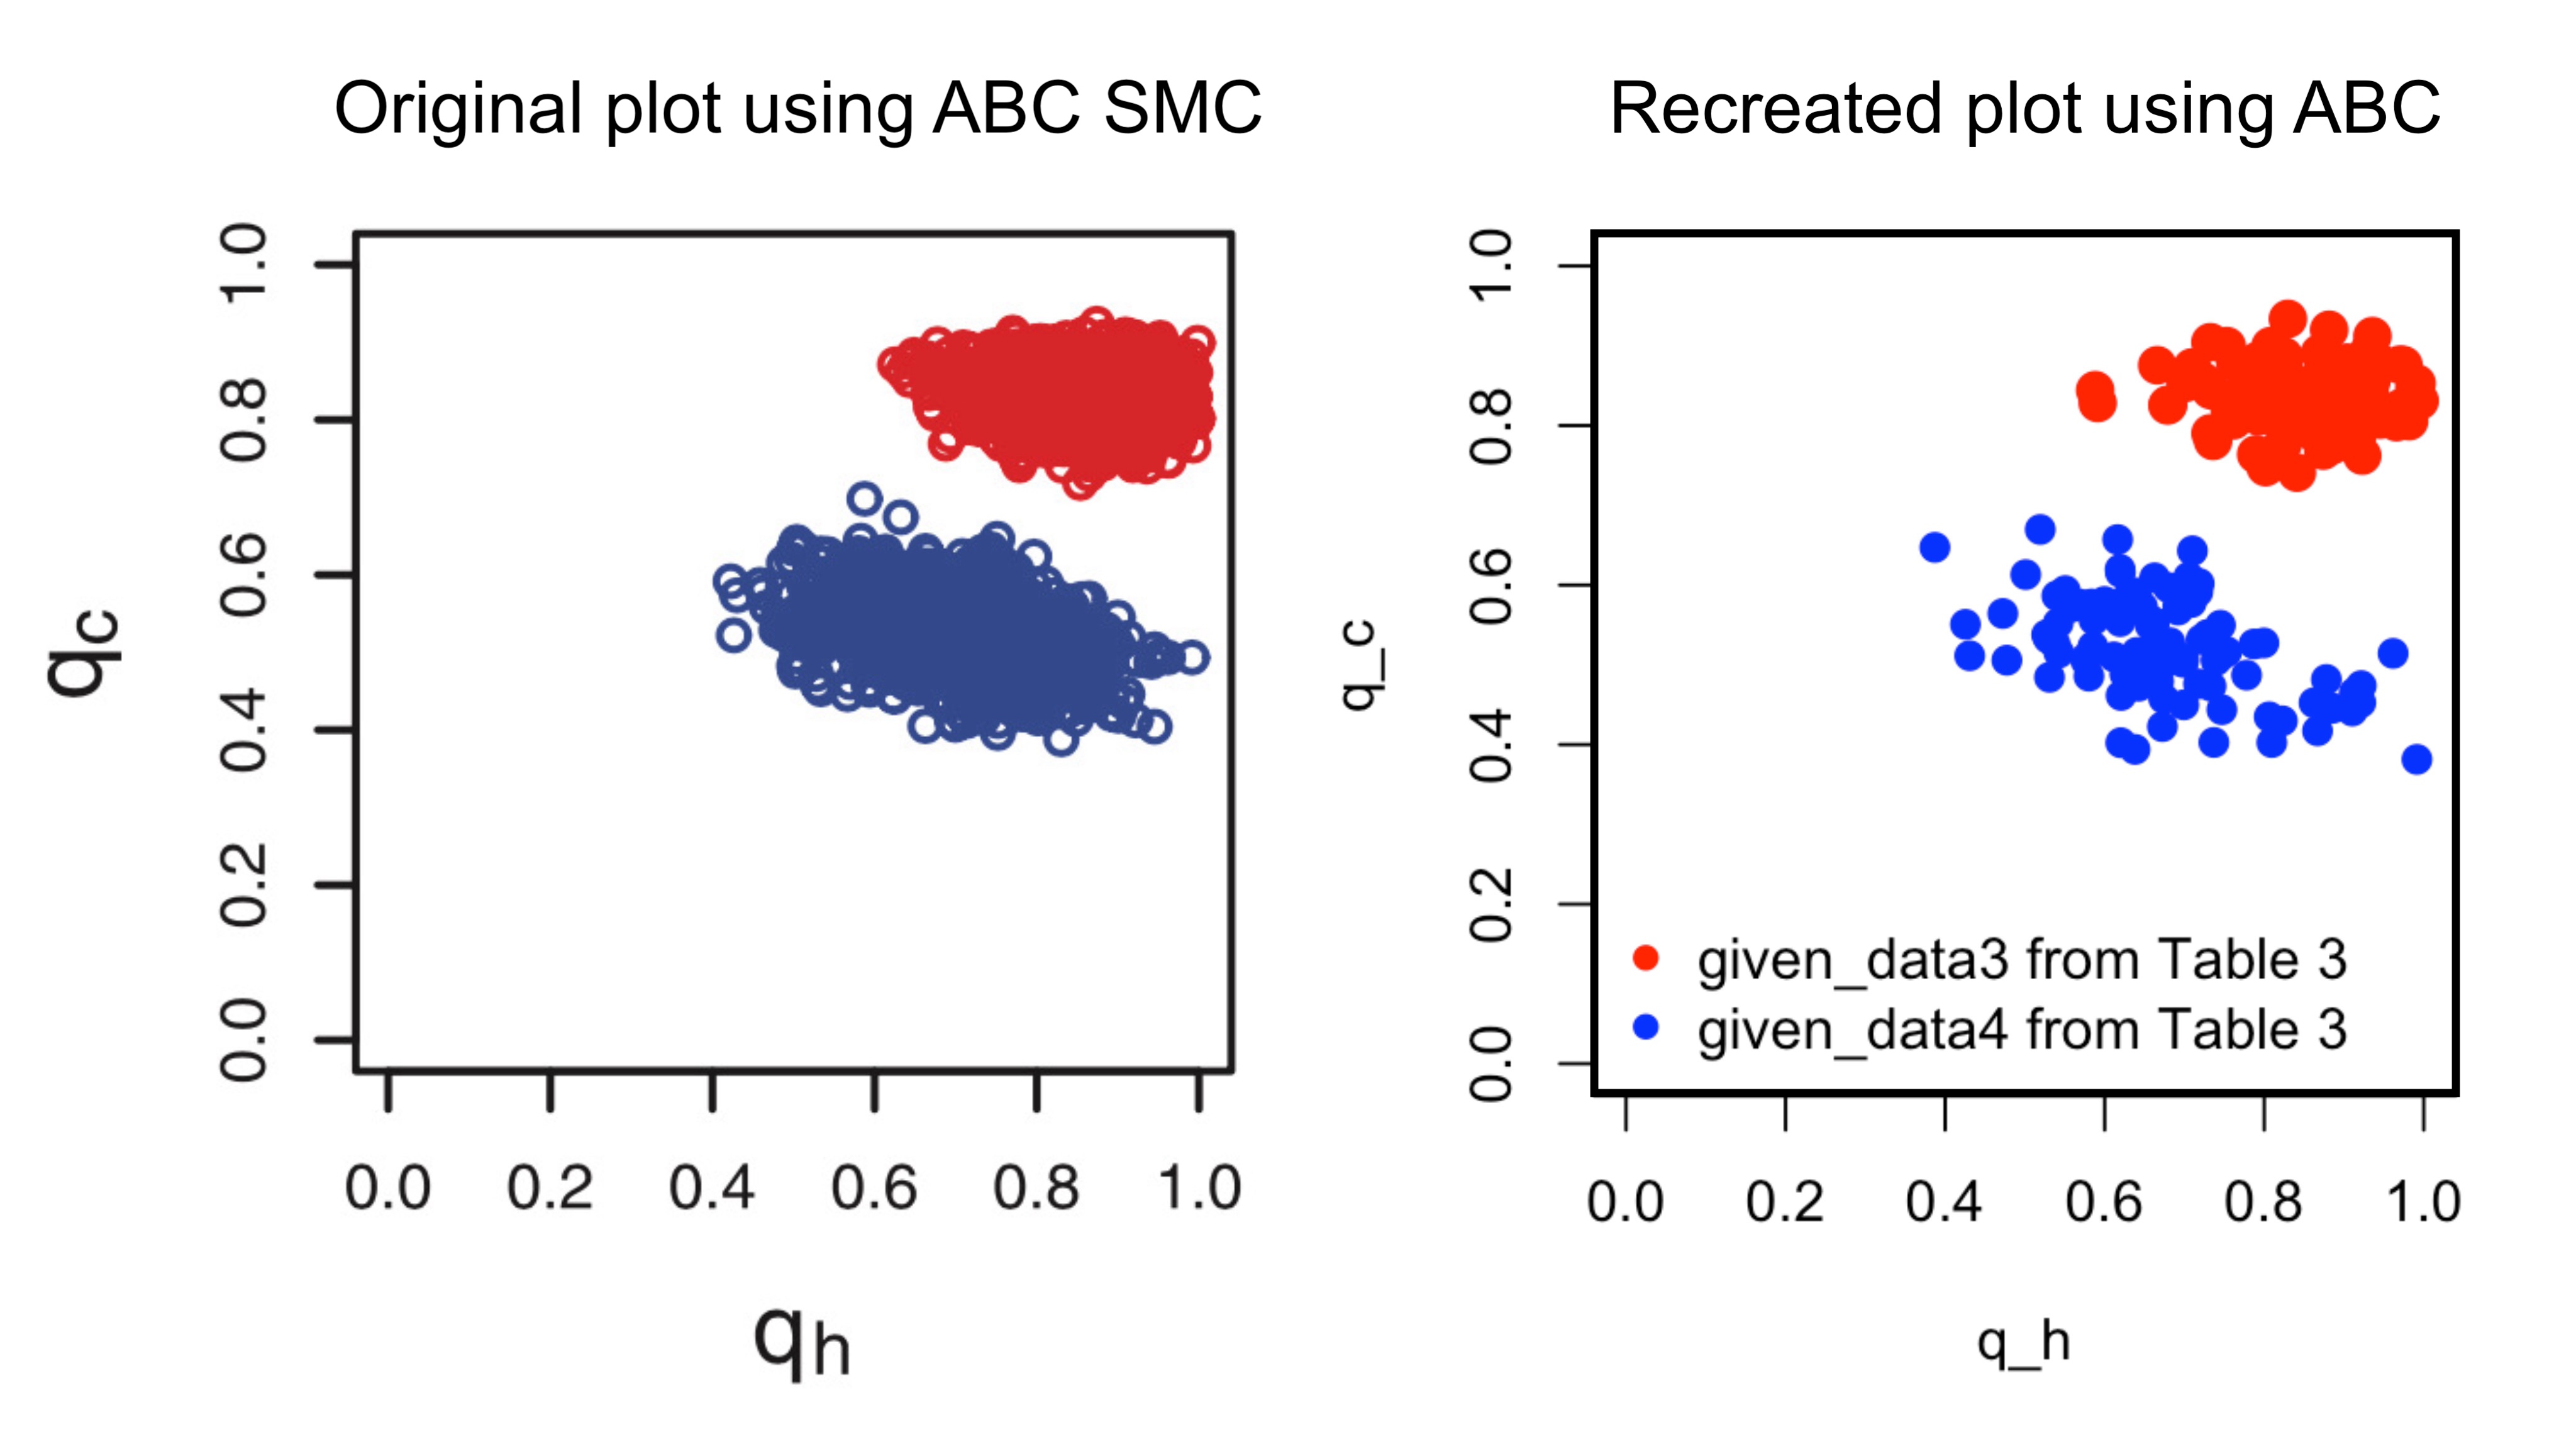 Original plot using ABC SMC
1.0
0.8
0.6
0.4
0.2
0.0
qc
0.0 0.2 0.4 0.6 0.8 1.0
qh
Recreated plot using ABC
1.0
0.8
0.6
0.4
0.2
0.0
q_c
given_data3 from Table 3
given_data4 from Table 3
0.0 0.2 0.4 0.6 0.8 1.0
q_h